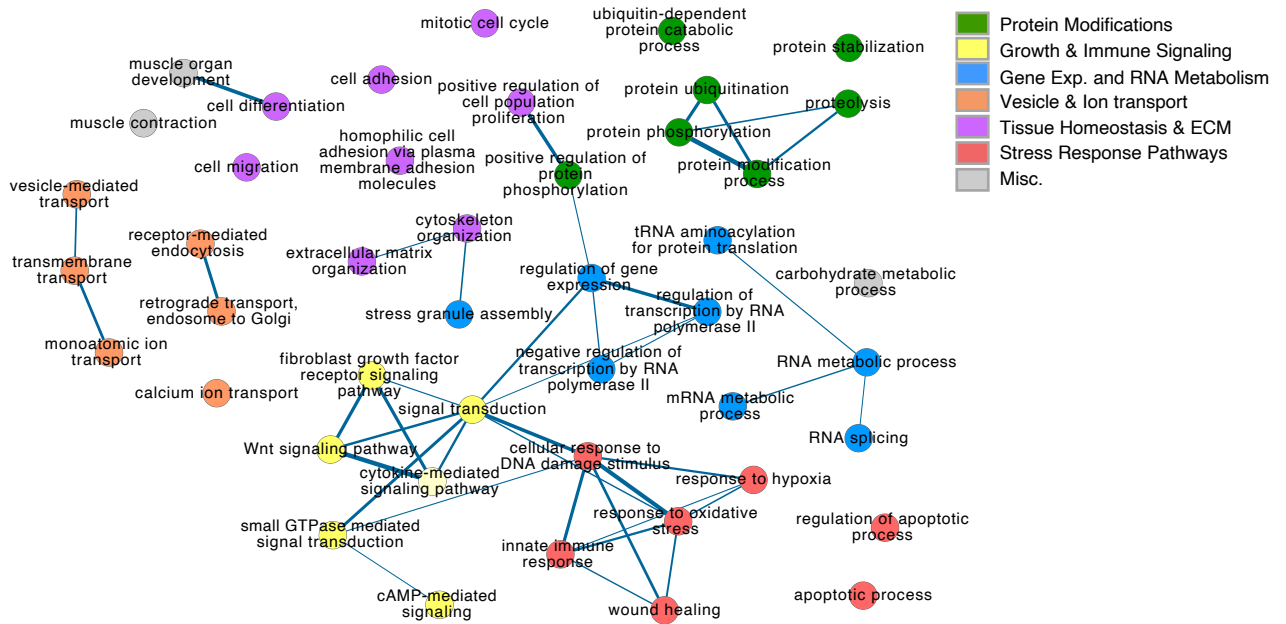 mitotic cell cycle
ubiquitin-dependent
protein catabolic
process
protein stabilization
muscle organ
development
cell adhesion
cell differentiation
positive regulation of
cell population
proliferation
protein ubiquitination
proteolysis
muscle contraction
homophilic cell
adhesion via plasma
membrane adhesion
molecules
protein phosphorylation
cell migration
positive regulation of
protein
phosphorylation
protein modification
process
vesicle-mediated
transport
receptor-mediated
endocytosis
cytoskeleton
organization
extracellular matrix
organization
tRNA aminoacylation
for protein translation
transmembrane
transport
regulation of gene
expression
carbohydrate metabolic
process
retrograde transport,
endosome to Golgi
stress granule assembly
regulation of
transcription by RNA
polymerase II
monoatomic ion
transport
fibroblast growth factor
receptor signaling
pathway
negative regulation of
transcription by RNA
polymerase II
RNA metabolic process
calcium ion transport
signal transduction
mRNA metabolic
process
Wnt signaling pathway
RNA splicing
cytokine-mediated
signaling pathway
cellular response to
DNA damage stimulus
response to hypoxia
small GTPase mediated
signal transduction
response to oxidative
stress
regulation of apoptotic
process
innate immune
response
cAMP-mediated
signaling
wound healing
apoptotic process
Protein Modifications
Growth & Immune Signaling
Gene Exp. and RNA Metabolism
Vesicle & Ion transport
Tissue Homeostasis & ECM
Stress Response Pathways
Misc.